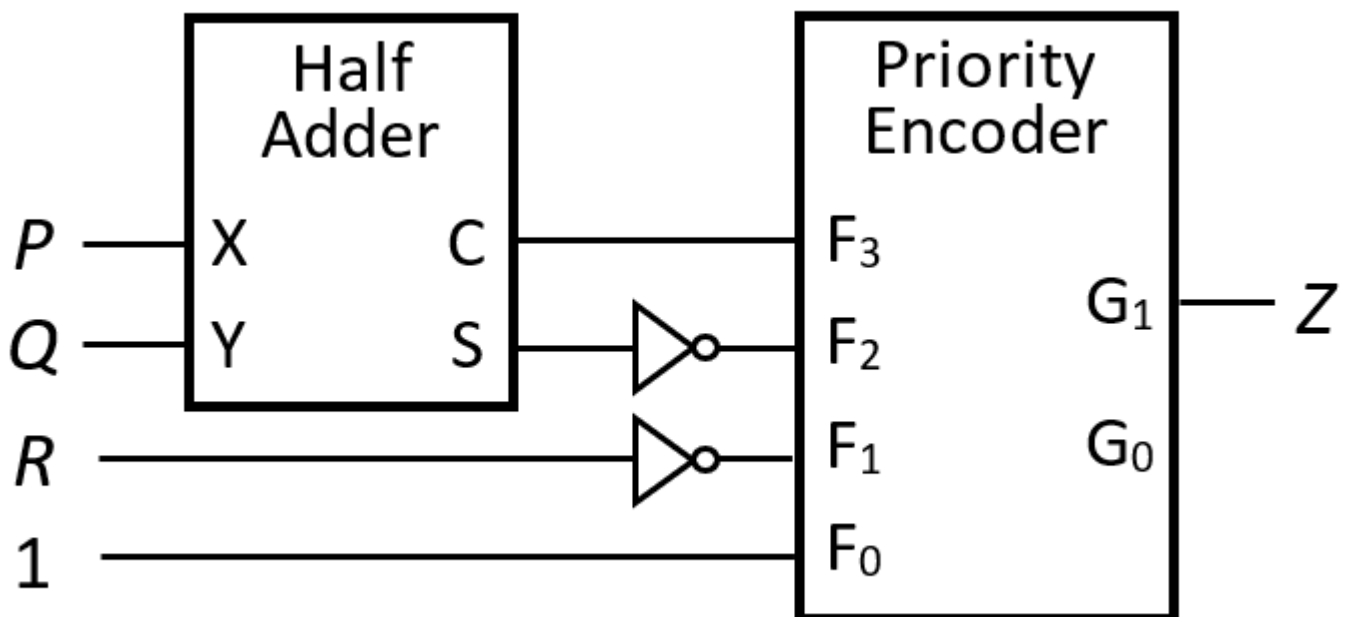 Half
Adder
Priority
Encoder
P
X
C
F₃
G₁
Z
Q
Y
S
F₂
R
F₁
G₀
1
F₀